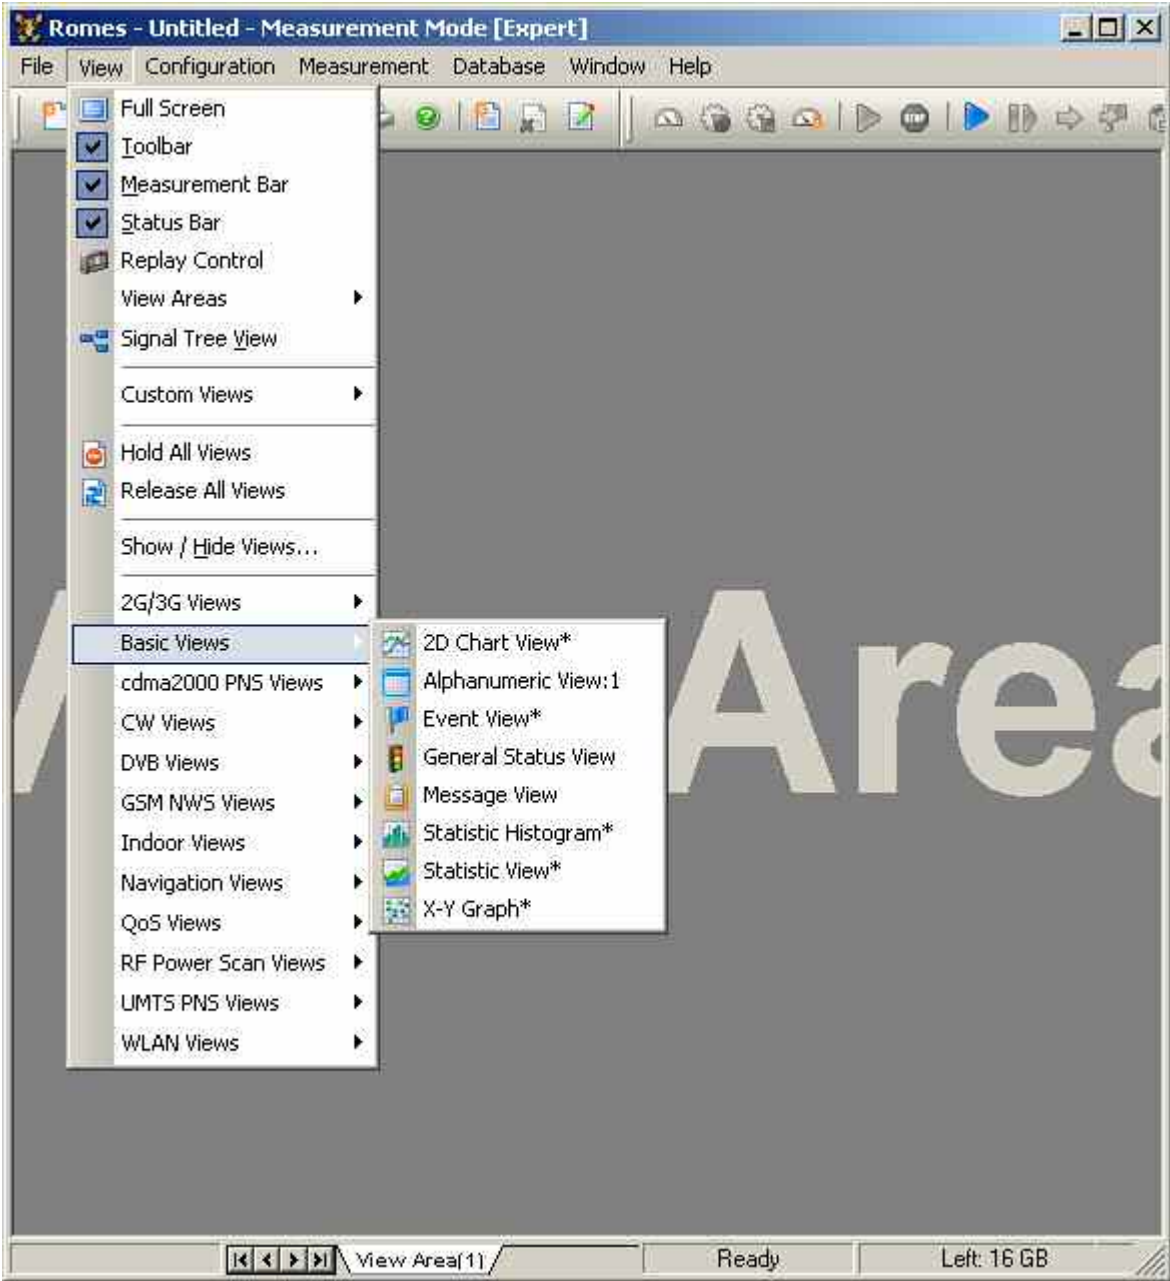 Romes - Untitled - Measurement Mode [Expert]
File View Configuration Measurement Database Window Help
Full Screen
Toolbar
Measurement Bar
Status Bar
Replay Control
View Areas
Signal Tree View
Custom Views
Hold All Views
Release All Views
Show / Hide Views...
2G/3G Views
Basic Views
cdma2000 PNS Views
CW Views
DVB Views
GSM NWS Views
Indoor Views
Navigation Views
QoS Views
RF Power Scan Views
UMTS PNS Views
WLAN Views
2D Chart View*
Alphanumeric View:1
Event View*
General Status View
Message View
Statistic Histogram*
Statistic View*
X-Y Graph*
Area
View Area(1)
Ready
Left: 16 GB